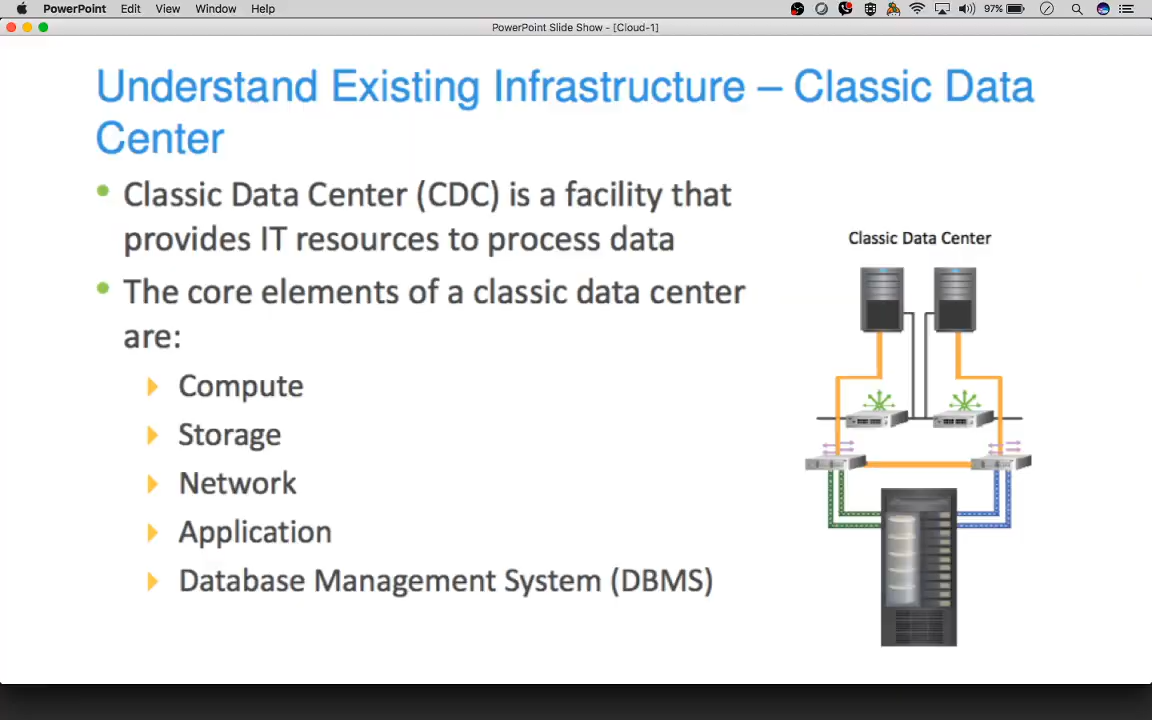 PowerPoint Edit View Window Help 97%
PowerPoint Slide Show - [Cloud-1]
Understand Existing Infrastructure – Classic Data
Center
Classic Data Center (CDC) is a facility that
provides IT resources to process data
The core elements of a classic data center
are:
Compute
Storage
Network
Application
Database Management System (DBMS)
Classic Data Center